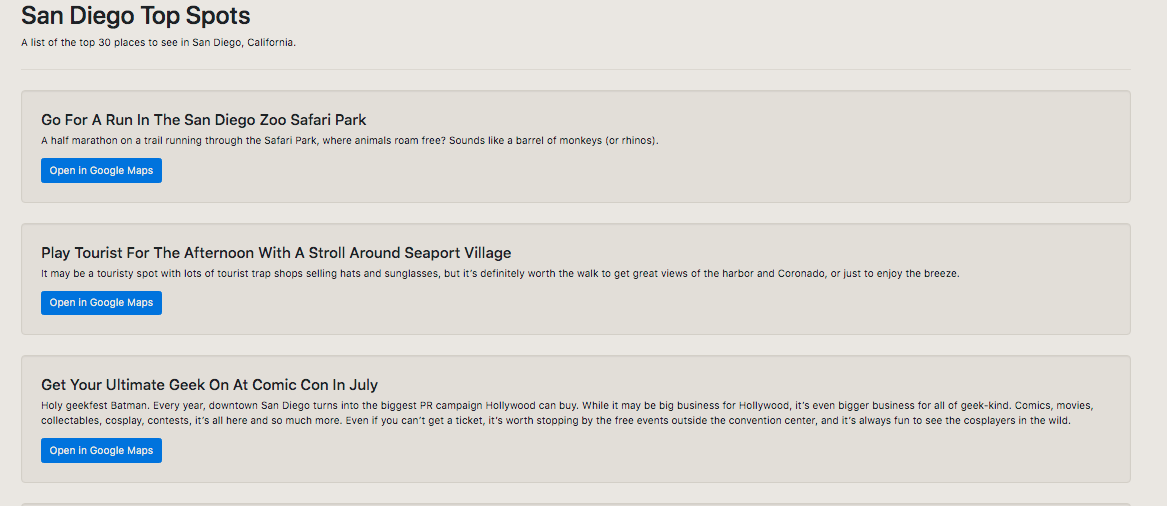 San Diego Top Spots
A list of the top 30 places to see in San Diego, California.
Go For A Run In The San Diego Zoo Safari Park
A half marathon on a trail running through the Safari Park, where animals roam free? Sounds like a barrel of monkeys (or rhinos).
Open in Google Maps
Play Tourist For The Afternoon With A Stroll Around Seaport Village
It may be a touristy spot with lots of tourist trap shops selling hats and sunglasses, but it's definitely worth the walk to get great views of the harbor and Coronado, or just to enjoy the breeze.
Open in Google Maps
Get Your Ultimate Geek On At Comic Con In July
Holy geekfest Batman. Every year, downtown San Diego turns into the biggest PR campaign Hollywood can buy. While it may be big business for Hollywood, it's even bigger business for all of geek-kind. Comics, movies,
collectables, cosplay, contests, it's all here and so much more. Even if you can't get a ticket, it's worth stopping by the free events outside the convention center, and it's always fun to see the cosplayers in the wild.
Open in Google Maps